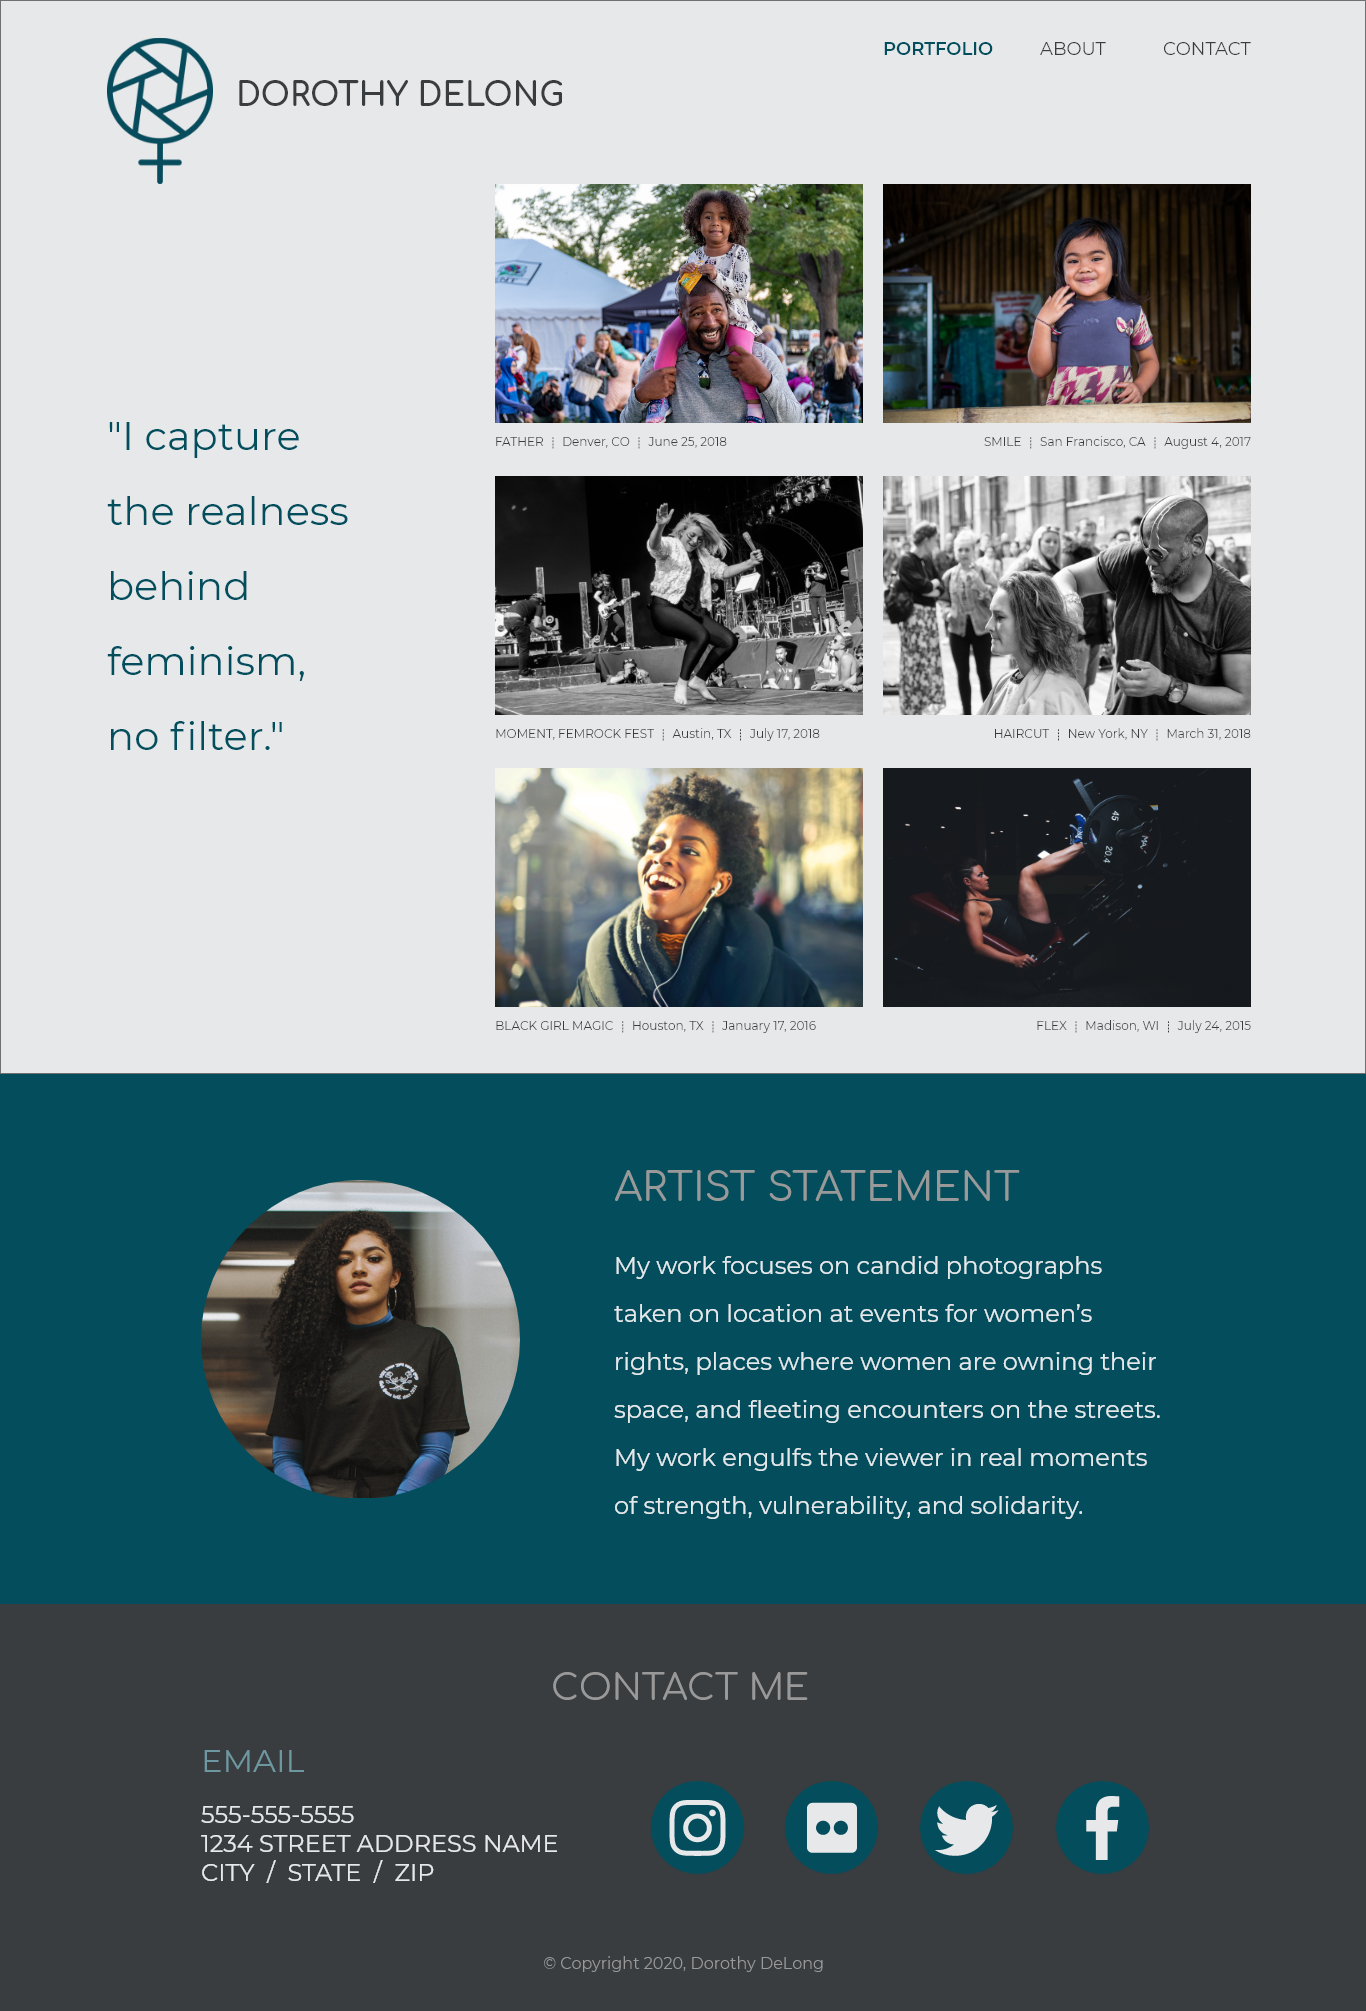 PORTFOLIO ABOUT CONTACT
DOROTHY DELONG
"I capture
the realness
behind
feminism,
no filter."
FATHER ¦ Denver, CO ¦ June 25, 2018
SMILE ¦ San Francisco, CA ¦ August 4, 2017
MOMENT, FEMROCK FEST ¦ Austin, TX ¦ July 17, 2018
HAIRCUT ¦ New York, NY ¦ March 31, 2018
45
20.4
MA
BLACK GIRL MAGIC ¦ Houston, TX ¦ January 17, 2016
FLEX ¦ Madison, WI ¦ July 24, 2015
ARTIST STATEMENT
My work focuses on candid photographs
taken on location at events for women’s
rights, places where women are owning their
space, and fleeting encounters on the streets.
My work engulfs the viewer in real moments
of strength, vulnerability, and solidarity.
CONTACT ME
EMAIL
555-555-5555
1234 STREET ADDRESS NAME
CITY / STATE / ZIP
© Copyright 2020, Dorothy DeLong